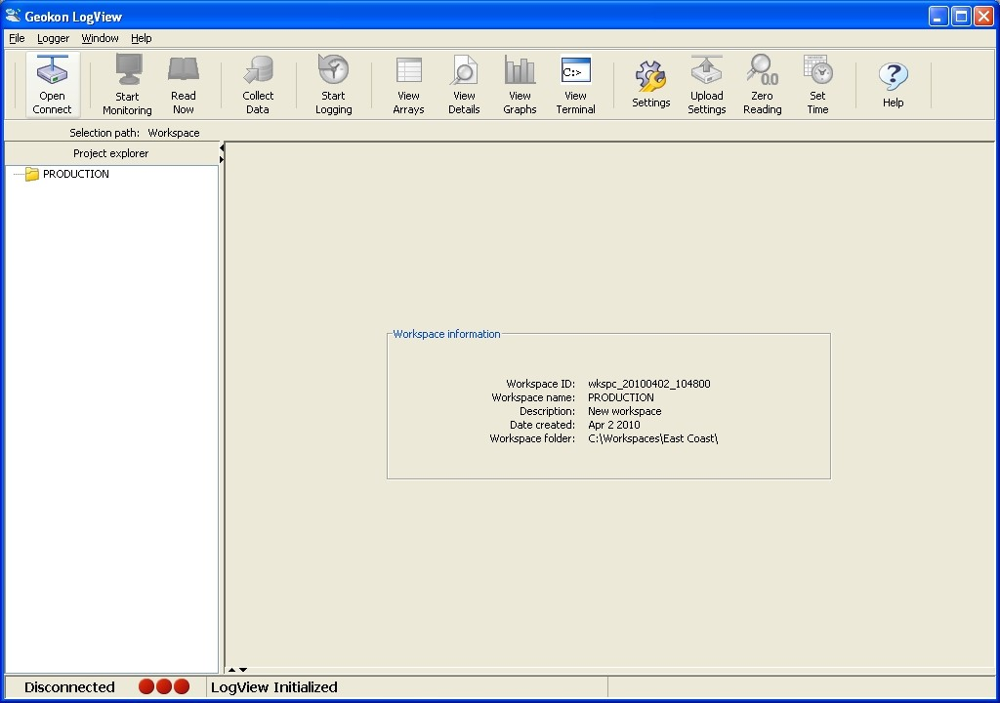 Geokon LogView
File Logger Window Help
Open Connect
Start Monitoring
Read Now
Collect Data
Start Logging
View Arrays
View Details
View Graphs
C:>
View Terminal
Settings
Upload Settings
0.0
Zero Reading
Set Time
?
Help
Selection path: Workspace
Project explorer
PRODUCTION
Workspace information
Workspace ID: wkspc_20100402_104800
Workspace name: PRODUCTION
Description: New workspace
Date created: Apr 2 2010
Workspace folder: C:\Workspaces\East Coast\
Disconnected
LogView Initialized